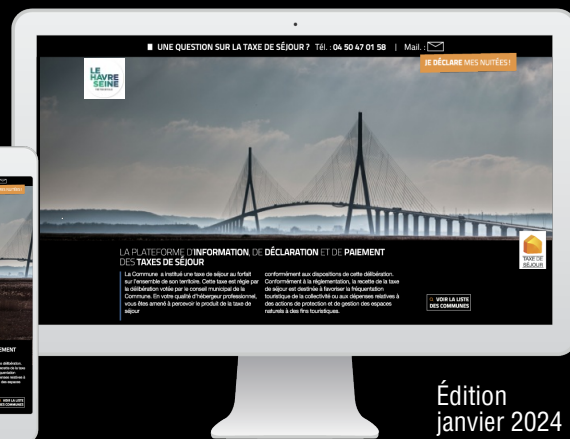 UNE QUESTION SUR LA TAXE DE SÉJOUR ? Tél. : 04 50 47 01 58 | Mail. :
JE DÉCLARE MES NUITÉES !
LE
HAVRE
SEINE
LA PLATEFORME D'INFORMATION, DE DÉCLARATION ET DE PAIEMENT
DES TAXES DE SÉJOUR
La Commune a institué une taxe de séjour au forfait
sur l'ensemble de son territoire. Cette taxe est régie par
la délibération votée par le conseil municipal de la
Commune. En votre qualité d'hébergeur professionnel,
vous êtes amené à percevoir le produit de la taxe de
séjour
conformément aux dispositions de cette délibération.
Conformément à la réglementation, la recette de la taxe
de séjour est destinée à favoriser la fréquentation
touristique de la collectivité ou aux dépenses relatives à
des actions de protection et de gestion des espaces
naturels à des fins touristiques.
TAXE DE
SÉJOUR
VOIR LA LISTE
DES COMMUNES
EMENT
VOIR LA LISTE
DES COMMUNES
Édition
janvier 2024